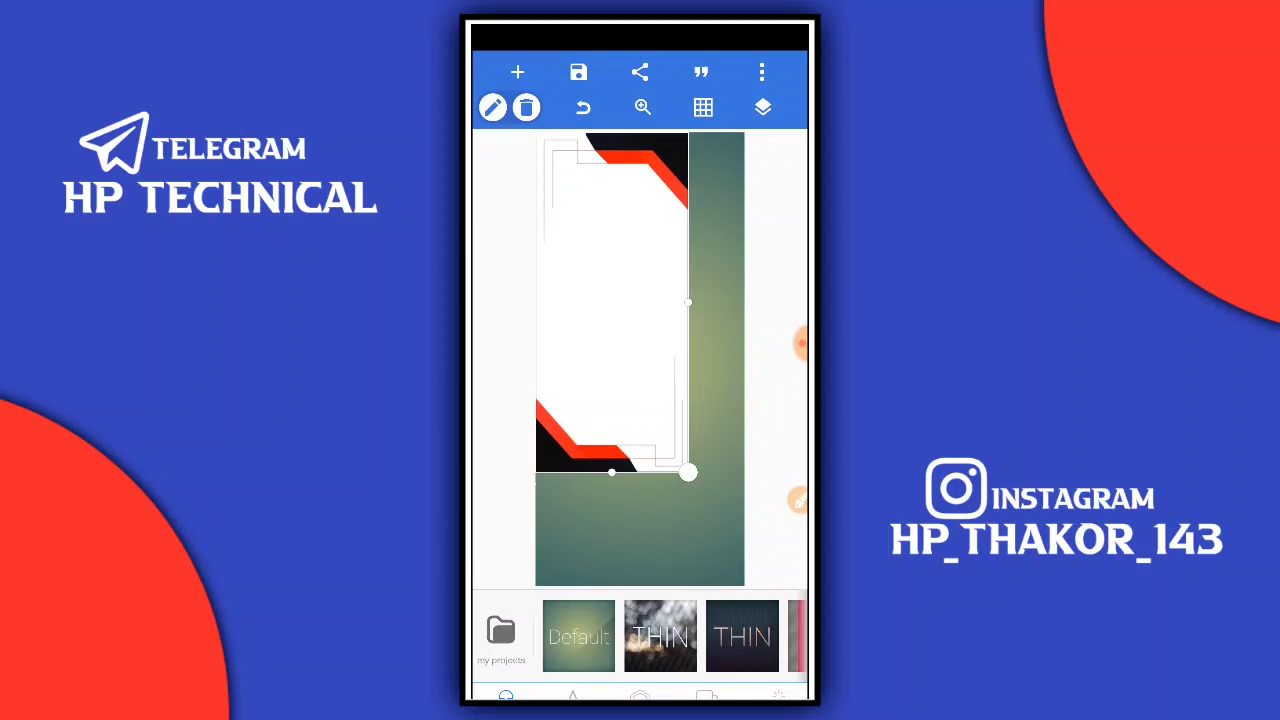 TELEGRAM
HP TECHNICAL
INSTAGRAM
HP_THAKOR_143
my projects
Default
THIN
THIN